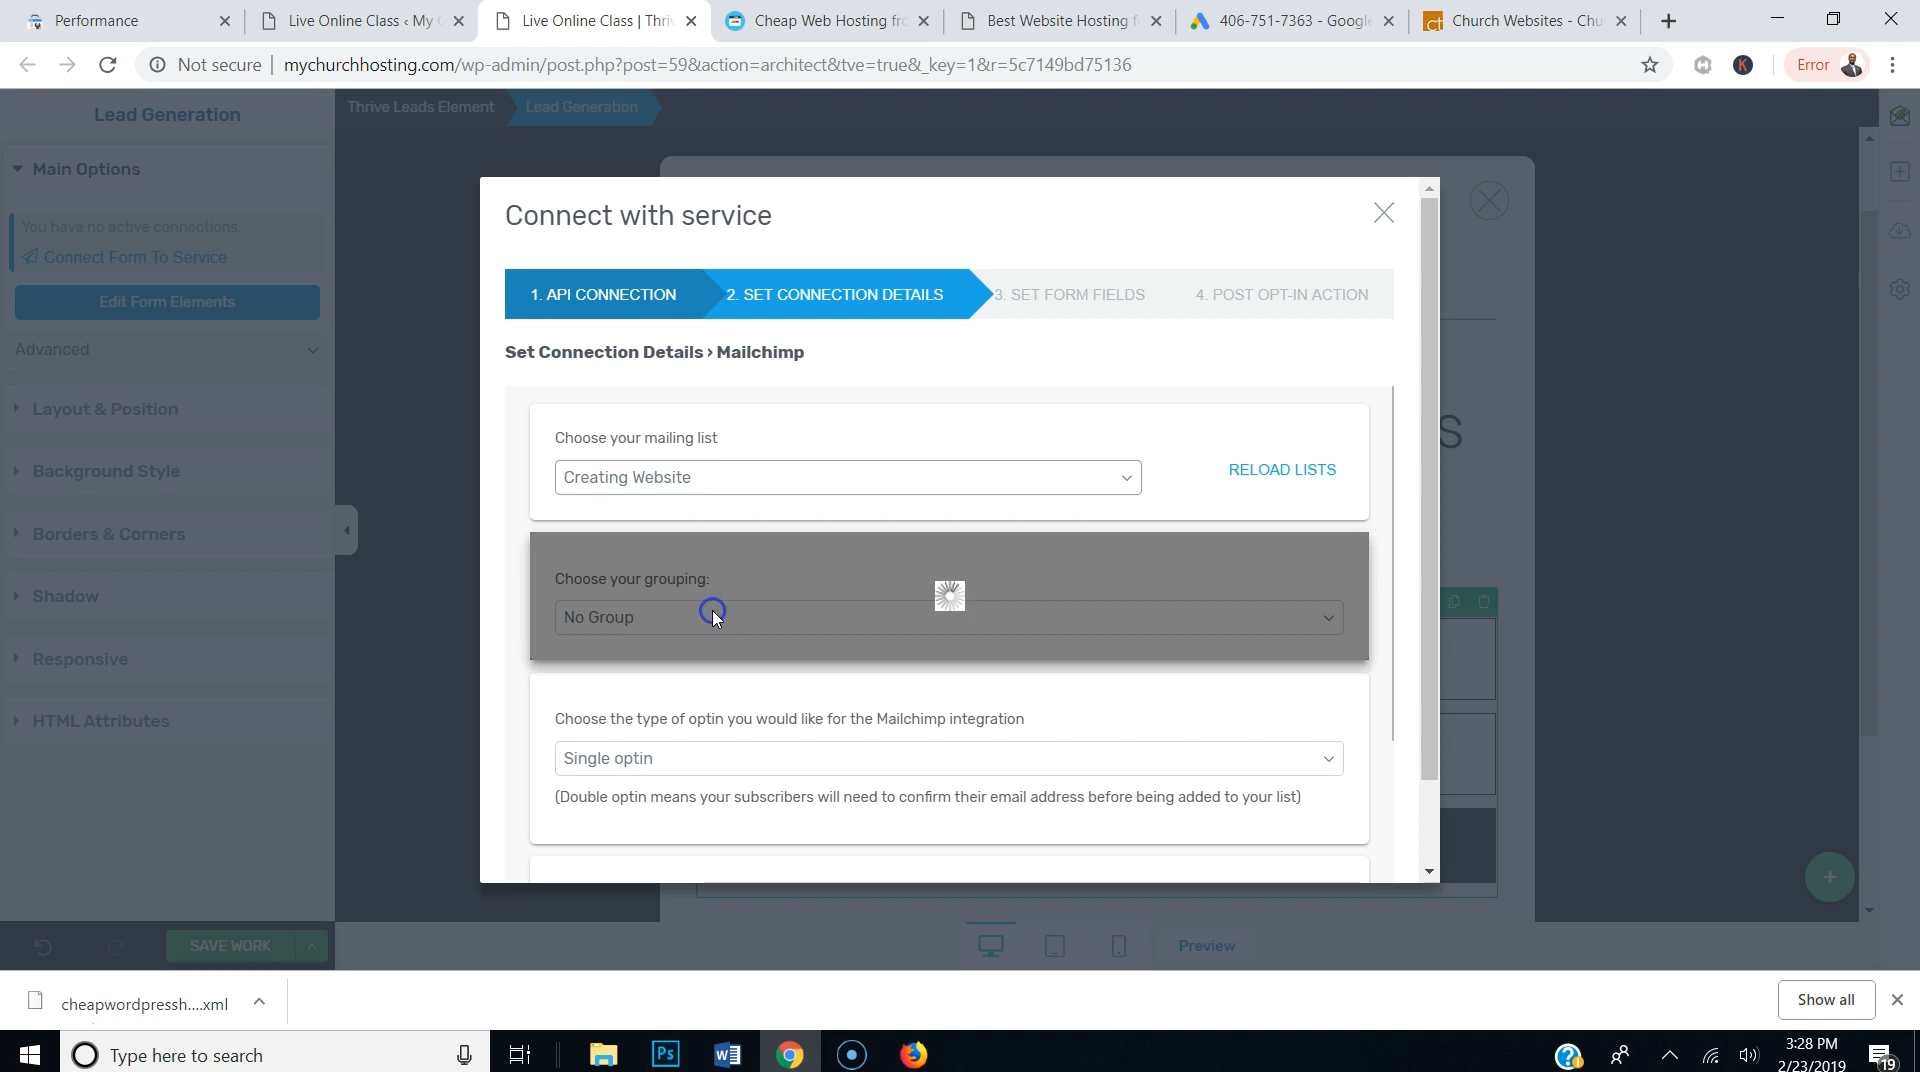 Performance
Live Online Class ‹ My C
Live Online Class | Thriv
Cheap Web Hosting fro
Best Website Hosting f
406-751-7363 - Google
Church Websites - Chu
Not secure
mychurchhosting.com/wp-admin/post.php?post=59&action=architect&tve=true&_key=1&r=5c7149bd75136
K
Error
Lead Generation
Thrive Leads Element
Lead Generation
Main Options
You have no active connections.
Connect Form To Service
Edit Form Elements
Advanced
Layout & Position
Background Style
Borders & Corners
Shadow
Responsive
HTML Attributes
Connect with service
1. API CONNECTION
2. SET CONNECTION DETAILS
3. SET FORM FIELDS
4. POST OPT-IN ACTION
Set Connection Details › Mailchimp
Choose your mailing list
Creating Website
RELOAD LISTS
S
Choose your grouping:
No Group
Choose the type of optin you would like for the Mailchimp integration
Single optin
(Double optin means your subscribers will need to confirm their email address before being added to your list)
SAVE WORK
Preview
cheapwordpressh....xml
Show all
Type here to search
Ps
3:28 PM
2/23/2019
19